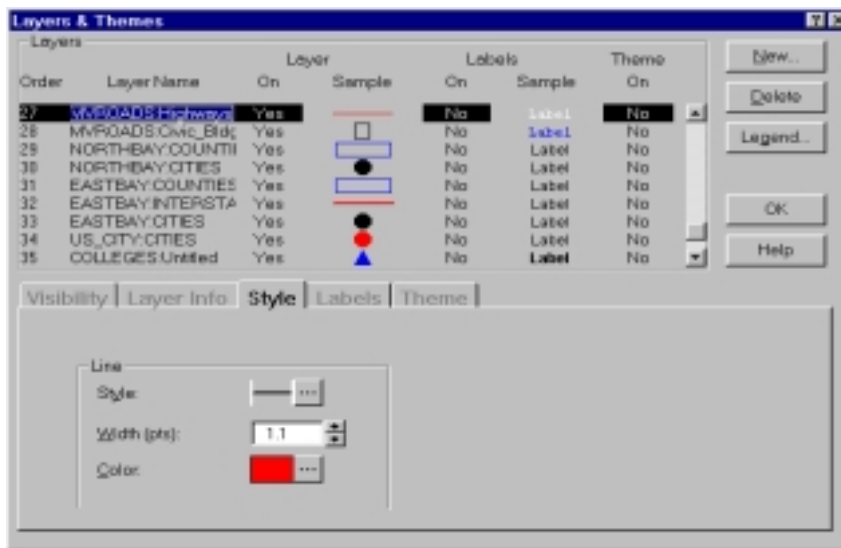 Layers & Themes
Layers
Layer Labels Theme
Order Layer Name On Sample On Sample On
27 MVROADS:Highways Yes No Label No
28 MVROADS:Civic_Bldg Yes No Label No
29 NORTHBAY:COUNTI Yes No Label No
30 NORTHBAY:CITIES Yes No Label No
31 EASTBAY:COUNTIES Yes No Label No
32 EASTBAY:INTERSTA Yes No Label No
33 EASTBAY:CITIES Yes No Label No
34 US_CITY:CITIES Yes No Label No
35 COLLEGES:Untitled Yes No Label No
New...
Delete
Legend...
OK
Help
Visibility Layer Info Style Labels Theme
Line
Style:
Width (pts): 1.1
Color: